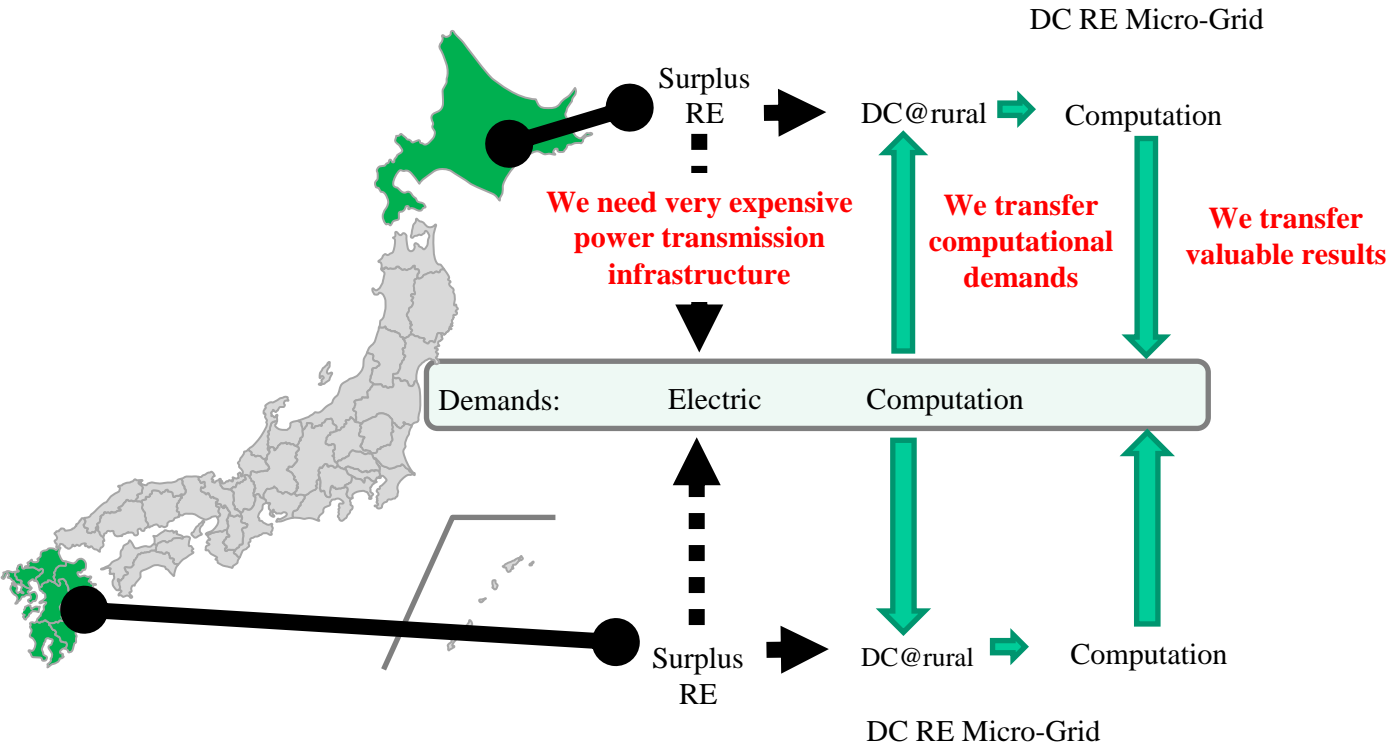 DC RE Micro-Grid
Surplus
RE
DC@rural
Computation
We need very expensive
power transmission
infrastructure
We transfer
computational
demands
We transfer
valuable results
Demands:
Electric
Computation
Surplus
RE
DC@rural
Computation
DC RE Micro-Grid